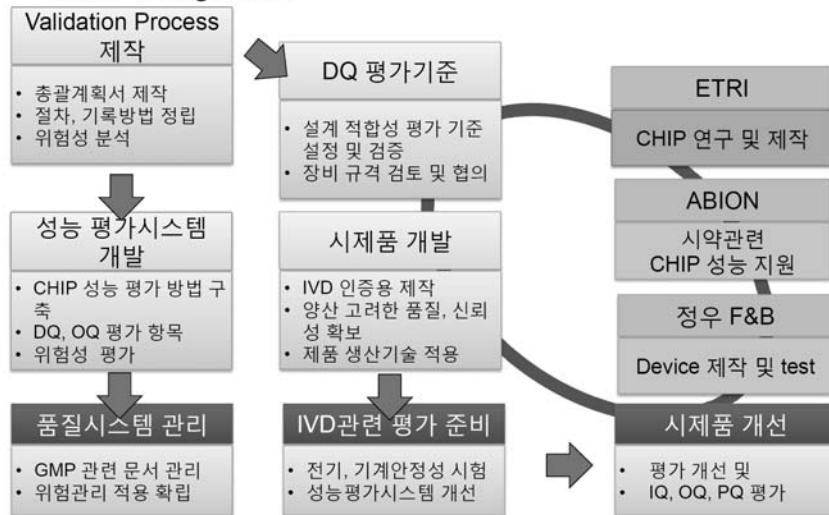 Validation Process
제작
• 총괄계획서 제작
• 절차, 기록방법 정립
• 위험성 분석
성능 평가시스템
개발
• CHIP 성능 평가 방법 구
축
• DQ, OQ 평가 항목
• 위험성 평가
품질시스템 관리
• GMP 관련 문서 관리
• 위험관리 적용 확립
DQ 평가기준
• 설계 적합성 평가 기준
설정 및 검증
• 장비 규격 검토 및 협의
시제품 개발
• IVD 인증용 제작
• 양산 고려한 품질, 신뢰
성 확보
• 제품 생산기술 적용
IVD관련 평가 준비
• 전기, 기계안정성 시험
• 성능평가시스템 개선
ETRI
CHIP 연구 및 제작
ABION
시약관련
CHIP 성능 지원
정우 F&B
Device 제작 및 test
시제품 개선
• 평가 개선 및
• IQ, OQ, PQ 평가